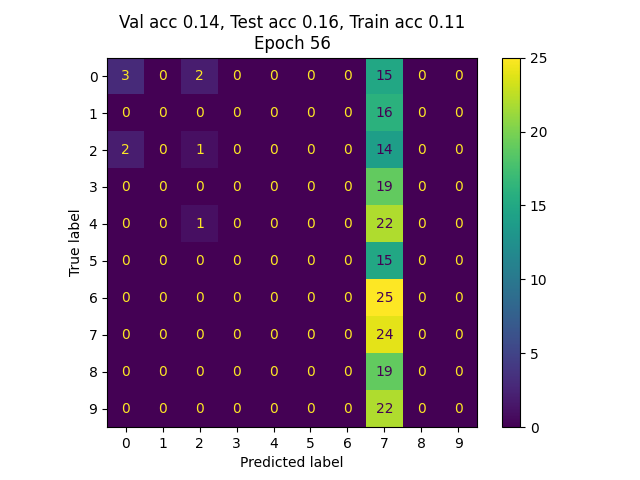 Val acc 0.14, Test acc 0.16, Train acc 0.11
Epoch 56
0 3 0 2 0 0 0 0 15 0 0
1 0 0 0 0 0 0 0 16 0 0
2 2 0 1 0 0 0 0 14 0 0
3 0 0 0 0 0 0 0 19 0 0
4 0 0 1 0 0 0 0 22 0 0
5 0 0 0 0 0 0 0 15 0 0
6 0 0 0 0 0 0 0 25 0 0
7 0 0 0 0 0 0 0 24 0 0
8 0 0 0 0 0 0 0 19 0 0
9 0 0 0 0 0 0 0 22 0 0
0 1 2 3 4 5 6 7 8 9
Predicted label
True label
25
20
15
10
5
0